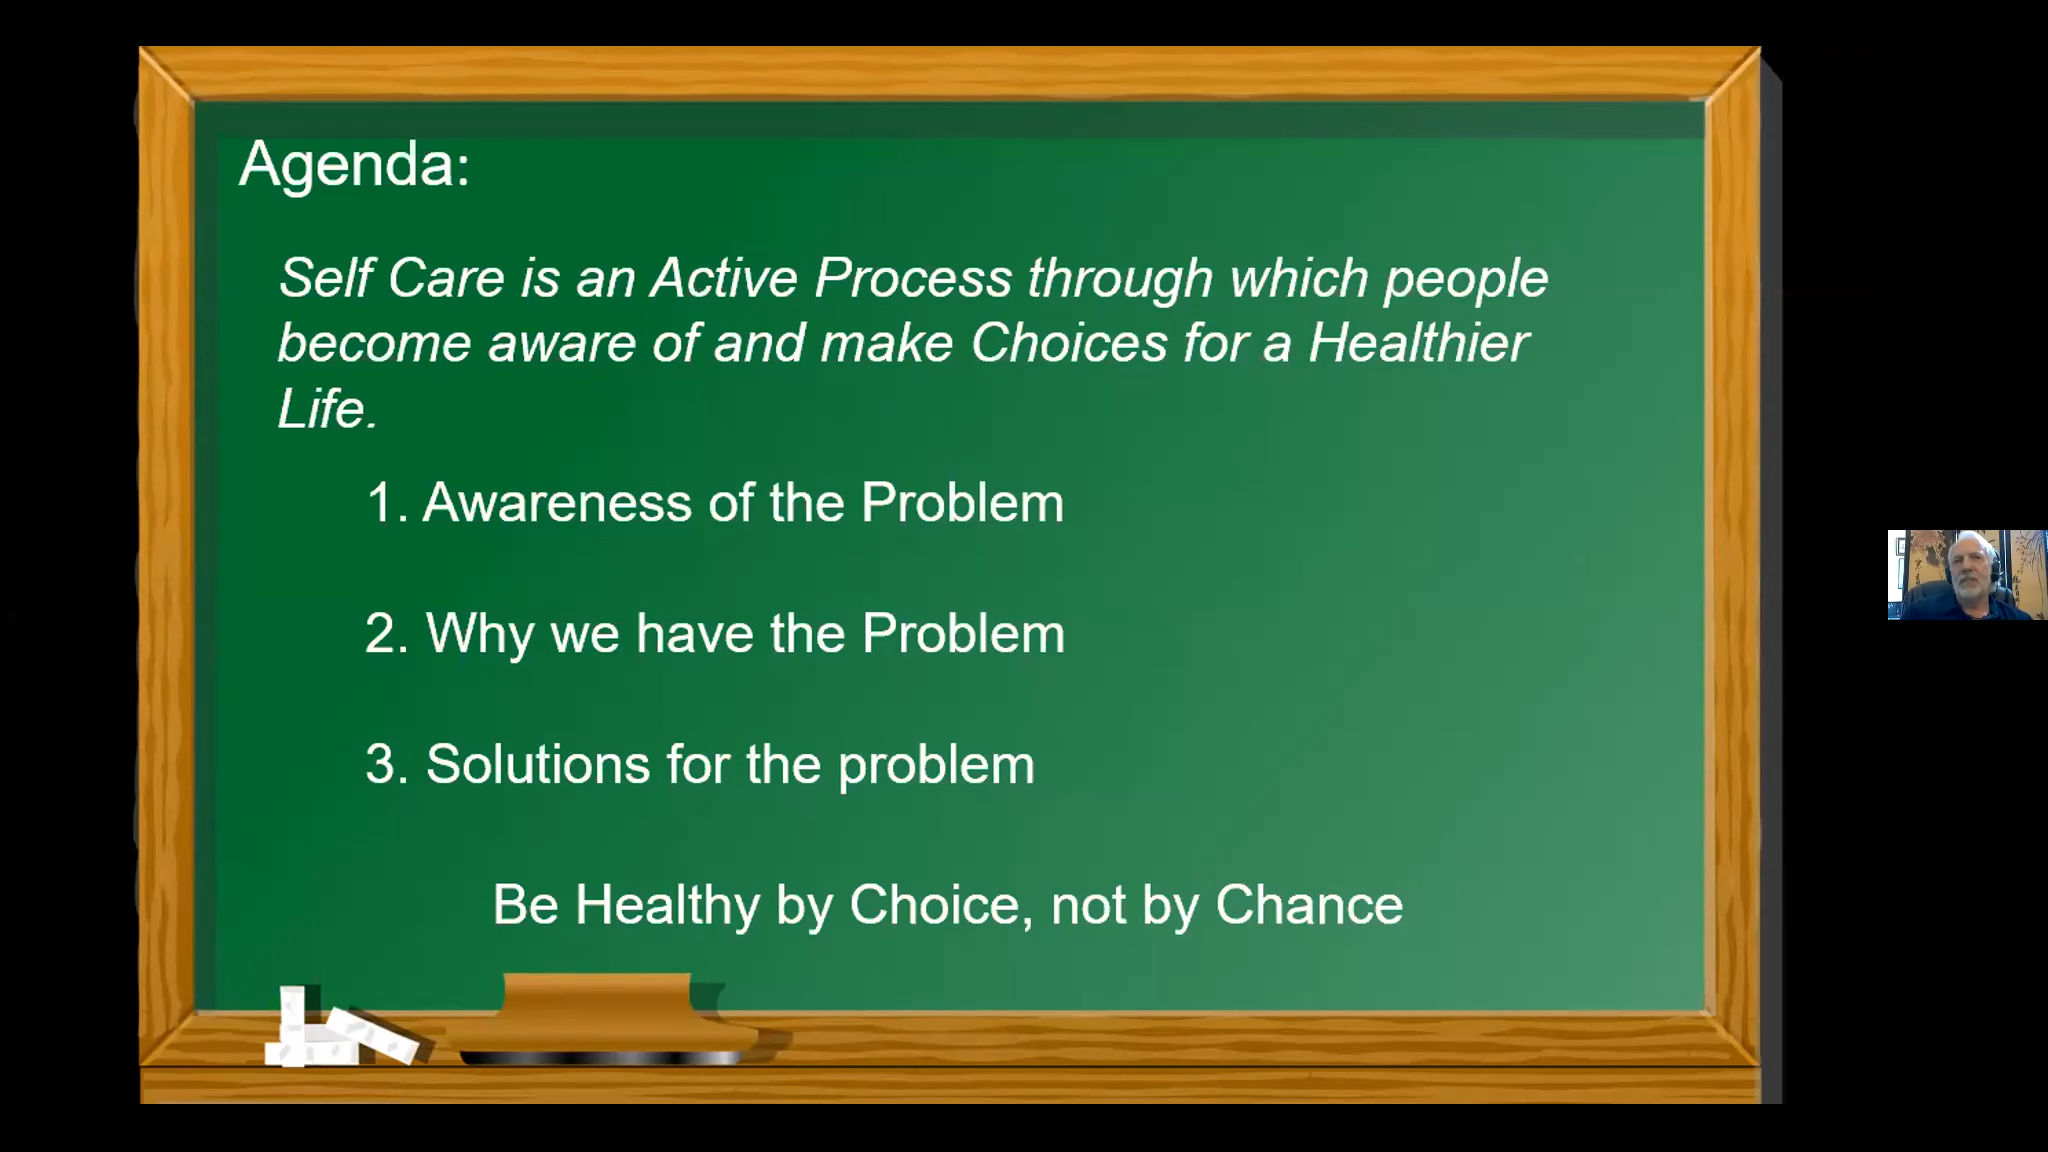 Agenda:
Self Care is an Active Process through which people
become aware of and make Choices for a Healthier
Life.
1. Awareness of the Problem
2. Why we have the Problem
3. Solutions for the problem
Be Healthy by Choice, not by Chance